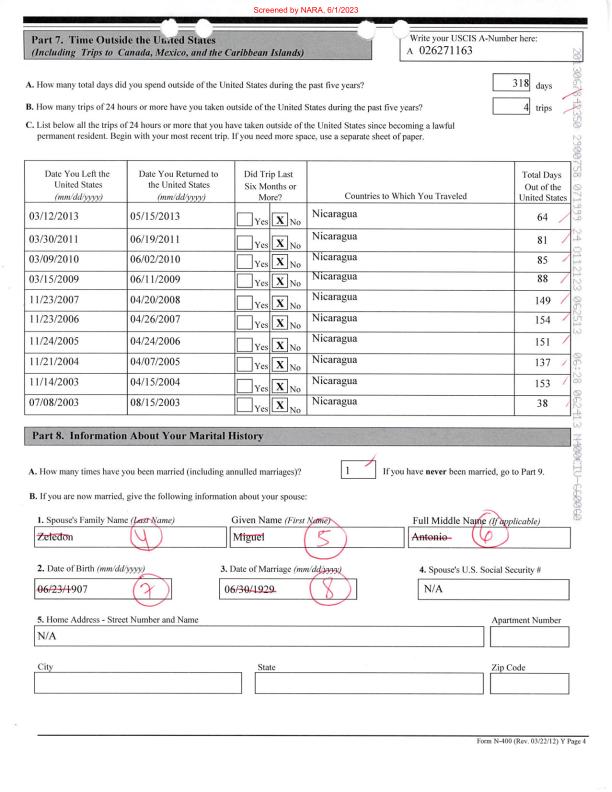 Screened by NARA, 6/1/2023
Part 7. Time Outside the United States
(Including Trips to Canada, Mexico, and the Caribbean Islands)
Write your USCIS A-Number here:
A 026271163
A. How many total days did you spend outside of the United States during the past five years?
318 days
B. How many trips of 24 hours or more have you taken outside of the United States during the past five years?
4 trips
C. List below all the trips of 24 hours or more that you have taken outside of the United States since becoming a lawful
permanent resident. Begin with your most recent trip. If you need more space, use a separate sheet of paper.
Date You Left the United States (mm/dd/yyyy) Date You Returned to the United States (mm/dd/yyyy) Did Trip Last Six Months or More? Countries to Which You Traveled Total Days Out of the United States
03/12/2013 05/15/2013 Yes X No Nicaragua 64
03/30/2011 06/19/2011 Yes X No Nicaragua 81
03/09/2010 06/02/2010 Yes X No Nicaragua 85
03/15/2009 06/11/2009 Yes X No Nicaragua 88
11/23/2007 04/20/2008 Yes X No Nicaragua 149
11/23/2006 04/26/2007 Yes X No Nicaragua 154
11/24/2005 04/24/2006 Yes X No Nicaragua 151
11/21/2004 04/07/2005 Yes X No Nicaragua 137
11/14/2003 04/15/2004 Yes X No Nicaragua 153
07/08/2003 08/15/2003 Yes X No Nicaragua 38
Part 8. Information About Your Marital History
A. How many times have you been married (including annulled marriages)? 1 If you have never been married, go to Part 9.
B. If you are now married, give the following information about your spouse:
1. Spouse's Family Name (Last Name) Given Name (First Name) Full Middle Name (If applicable)
Zeledon 4 Miguel 5 Antonio 6
2. Date of Birth (mm/dd/yyyy) 3. Date of Marriage (mm/dd/yyyy) 4. Spouse's U.S. Social Security #
06/23/1907 7 06/30/1929 8 N/A
5. Home Address - Street Number and Name Apartment Number
N/A
City State Zip Code
Form N-400 (Rev. 03/22/12) Y Page 4